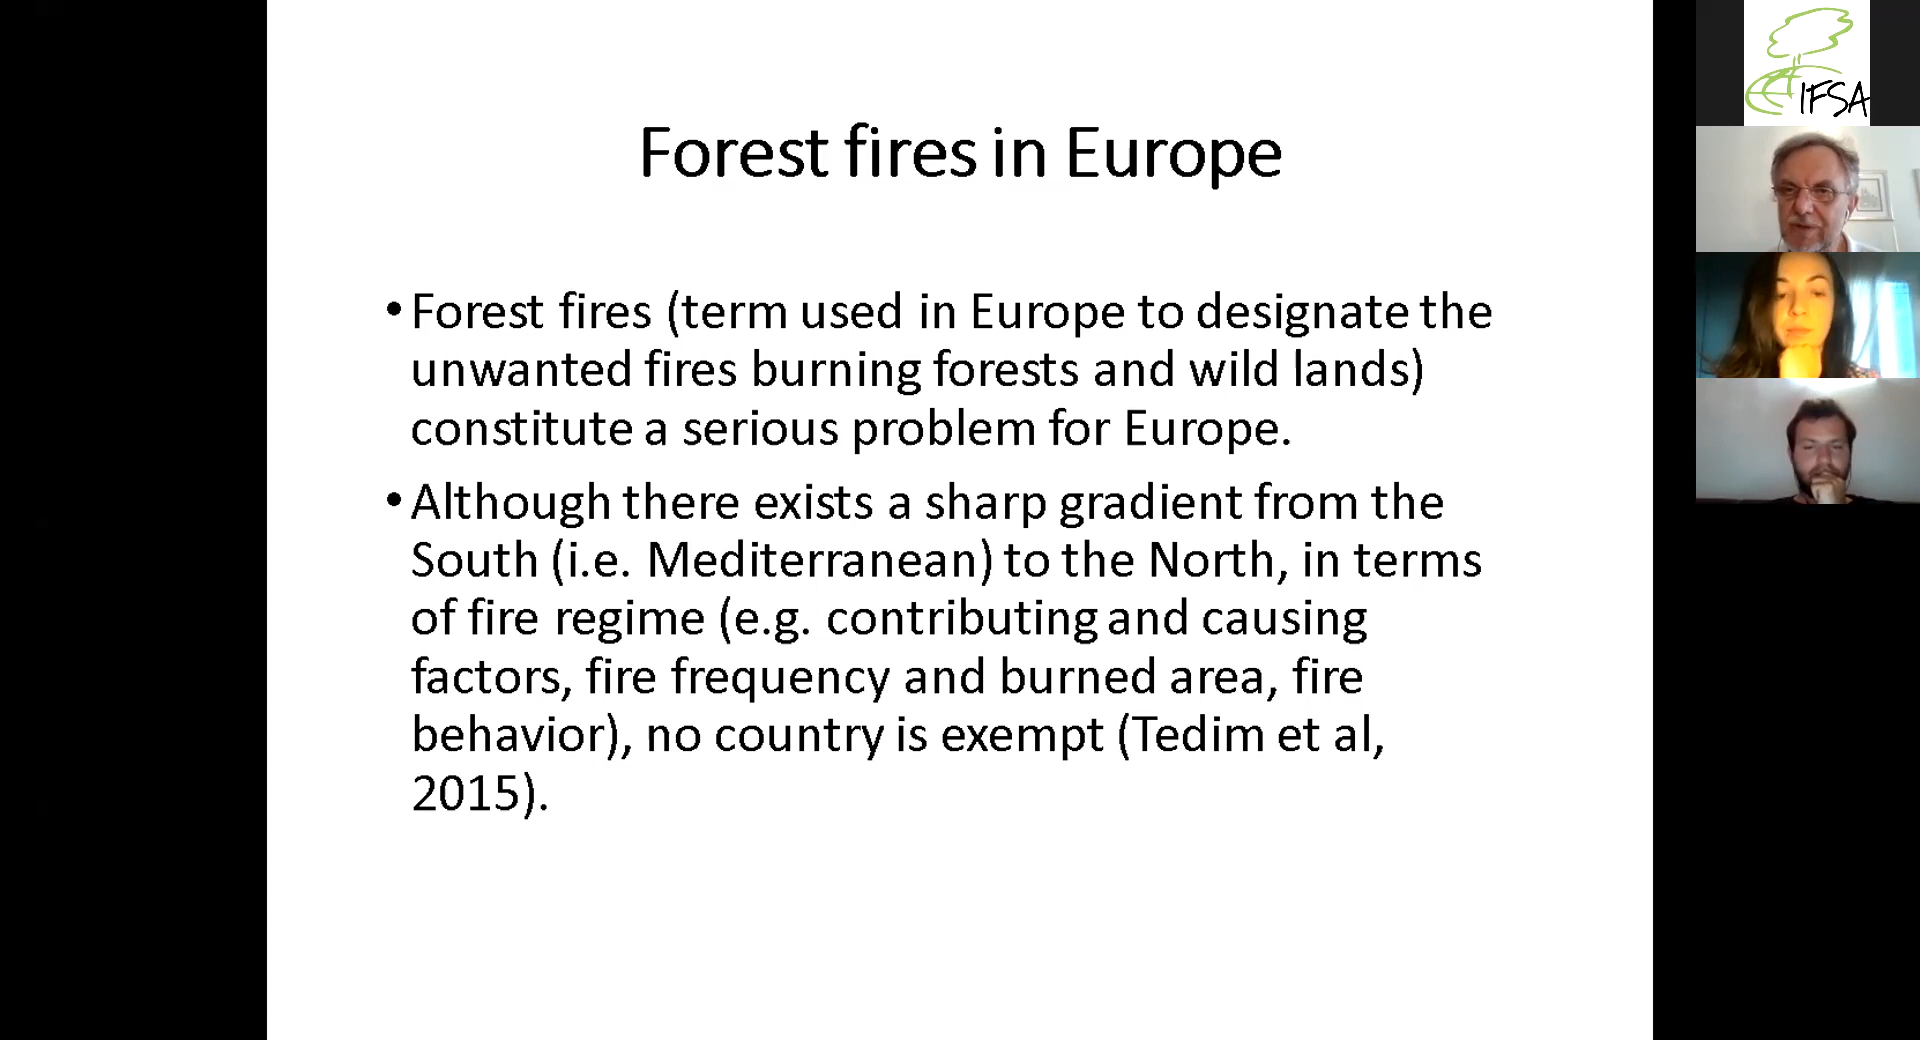 Forest fires in Europe
•Forest fires (term used in Europe to designate the
unwanted fires burning forests and wild lands)
constitute a serious problem for Europe.
•Although there exists a sharp gradient from the
South (i.e. Mediterranean) to the North, in terms
of fire regime (e.g. contributing and causing
factors, fire frequency and burned area, fire
behavior), no country is exempt (Tedim et al,
2015).
IFSA